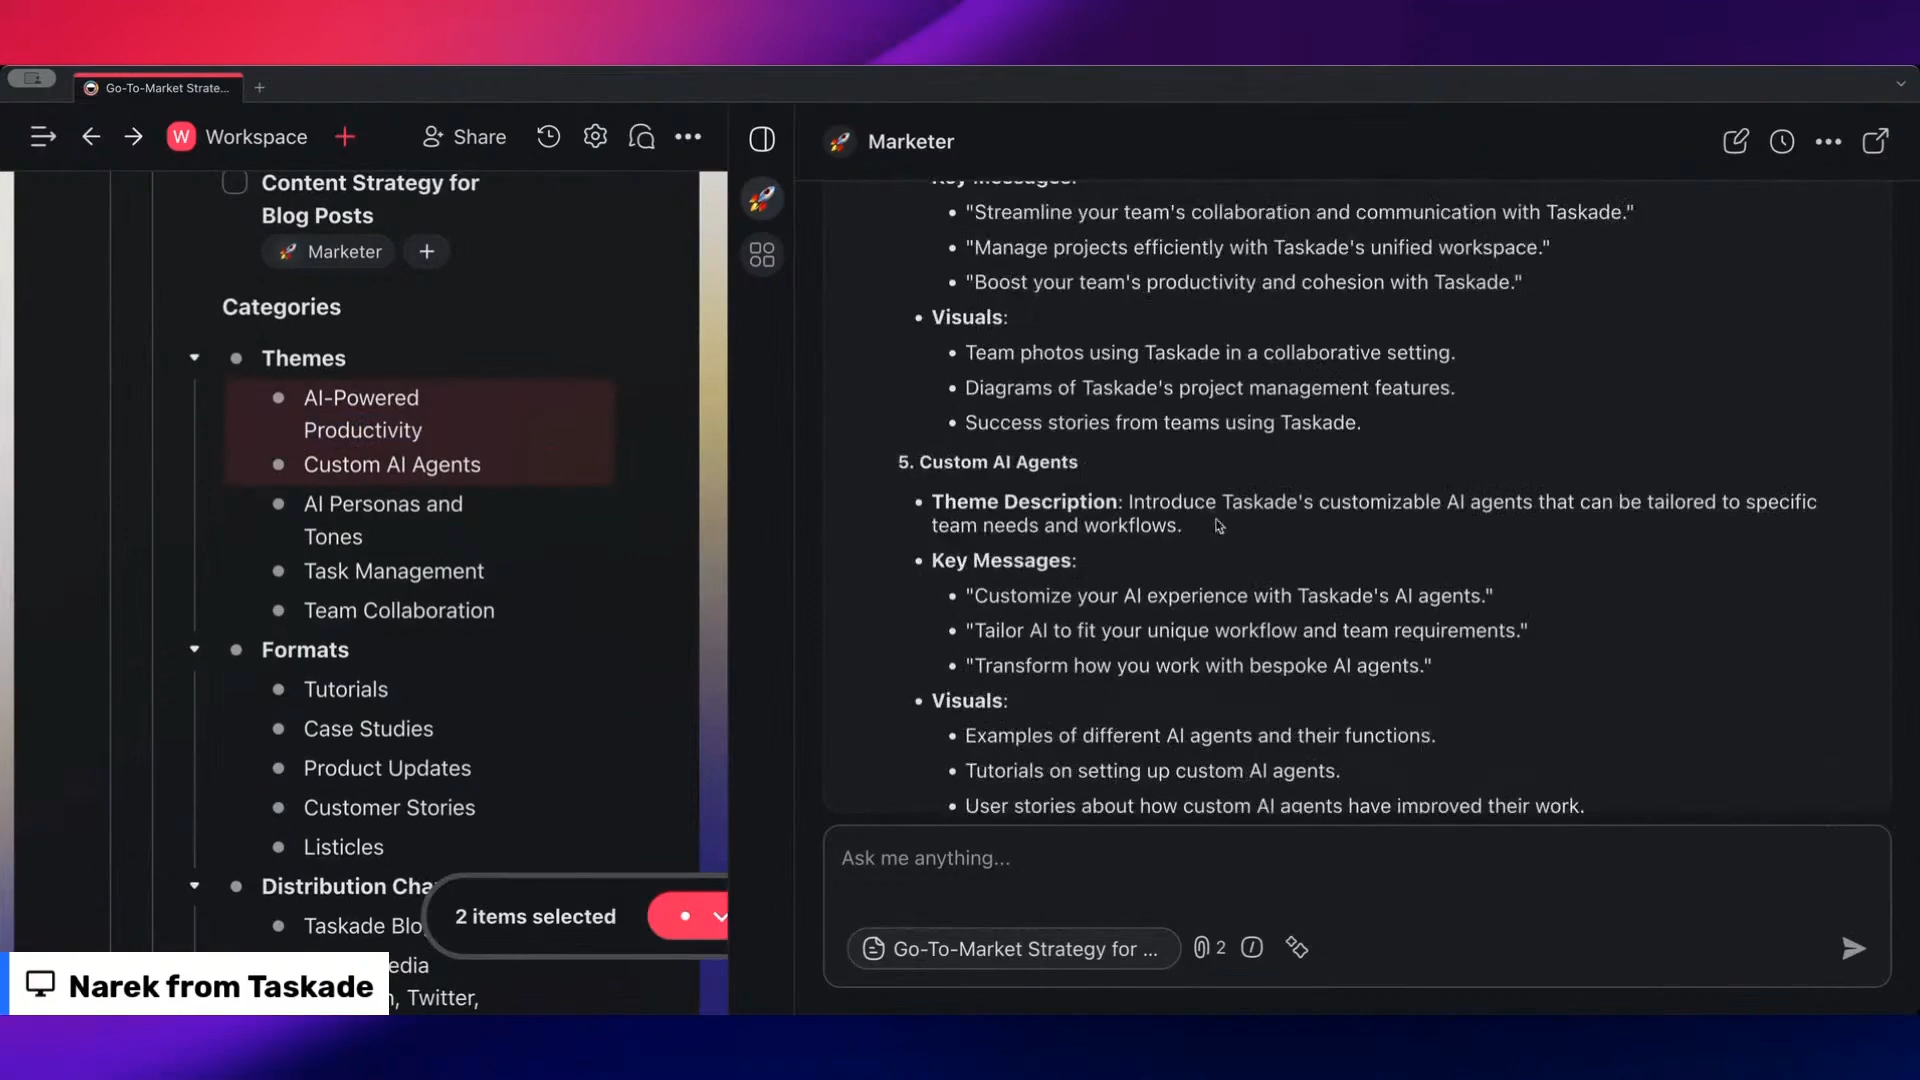 Go-To-Market Strate...
Workspace
Share
Content Strategy for
Blog Posts
Marketer
Categories
Themes
AI-Powered
Productivity
Custom AI Agents
AI Personas and
Tones
Task Management
Team Collaboration
Formats
Tutorials
Case Studies
Product Updates
Customer Stories
Listicles
Distribution Cha
Taskade Blo
edia
, Twitter,
2 items selected
Narek from Taskade
Marketer
Key Messages:
• "Streamline your team's collaboration and communication with Taskade."
• "Manage projects efficiently with Taskade's unified workspace."
• "Boost your team's productivity and cohesion with Taskade."
• Visuals:
• Team photos using Taskade in a collaborative setting.
• Diagrams of Taskade's project management features.
• Success stories from teams using Taskade.
5. Custom AI Agents
• Theme Description: Introduce Taskade's customizable AI agents that can be tailored to specific
team needs and workflows.
• Key Messages:
• "Customize your AI experience with Taskade's AI agents."
• "Tailor AI to fit your unique workflow and team requirements."
• "Transform how you work with bespoke AI agents."
• Visuals:
• Examples of different AI agents and their functions.
• Tutorials on setting up custom AI agents.
• User stories about how custom AI agents have improved their work.
Ask me anything...
Go-To-Market Strategy for ...
2